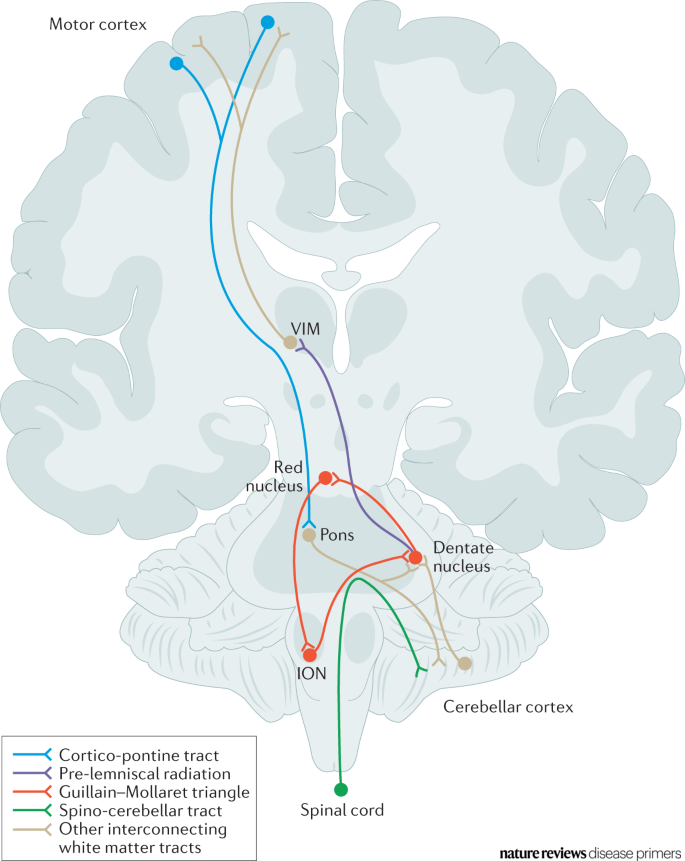 Motor cortex
VIM
Red
nucleus
Pons
Dentate
nucleus
ION
Cerebellar cortex
Spinal cord
Cortico-pontine tract
Pre-lemniscal radiation
Guillain–Mollaret triangle
Spino-cerebellar tract
Other interconnecting
white matter tracts
nature reviews disease primers